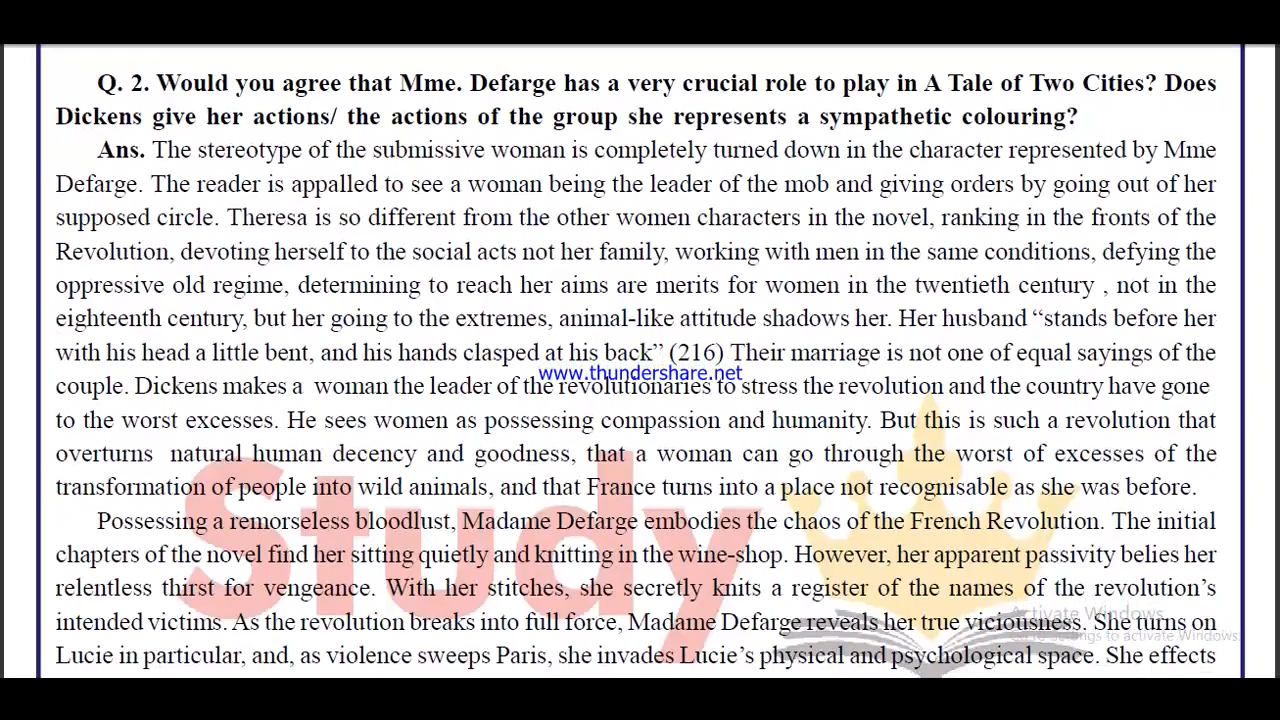 Q. 2. Would you agree that Mme. Defarge has a very crucial role to play in A Tale of Two Cities? Does
Dickens give her actions/ the actions of the group she represents a sympathetic colouring?
Ans. The stereotype of the submissive woman is completely turned down in the character represented by Mme
Defarge. The reader is appalled to see a woman being the leader of the mob and giving orders by going out of her
supposed circle. Theresa is so different from the other women characters in the novel, ranking in the fronts of the
Revolution, devoting herself to the social acts not her family, working with men in the same conditions, defying the
oppressive old regime, determining to reach her aims are merits for women in the twentieth century , not in the
eighteenth century, but her going to the extremes, animal-like attitude shadows her. Her husband “stands before her
with his head a little bent, and his hands clasped at his back” (216) Their marriage is not one of equal sayings of the
www.thundershare.net
couple. Dickens makes a woman the leader of the revolutionaries to stress the revolution and the country have gone
to the worst excesses. He sees women as possessing compassion and humanity. But this is such a revolution that
overturns natural human decency and goodness, that a woman can go through the worst of excesses of the
transformation of people into wild animals, and that France turns into a place not recognisable as she was before.
Possessing a remorseless bloodlust, Madame Defarge embodies the chaos of the French Revolution. The initial
chapters of the novel find her sitting quietly and knitting in the wine-shop. However, her apparent passivity belies her
relentless thirst for vengeance. With her stitches, she secretly knits a register of the names of the revolution’s
intended victims. As the revolution breaks into full force, Madame Defarge reveals her true viciousness. She turns on
Lucie in particular, and, as violence sweeps Paris, she invades Lucie’s physical and psychological space. She effects
Study
Activate Windows
Go to Settings to activate Windows.